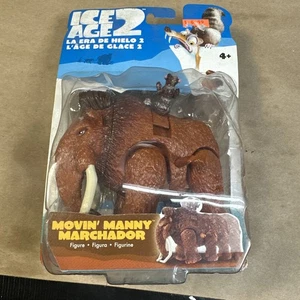 ICE
AGE 2
LA ERA DE HIELO 2
L'ÂGE DE GLACE 2
4+
MOVIN' MANNY
MARCHADOR
Figure • Figura • Figurine